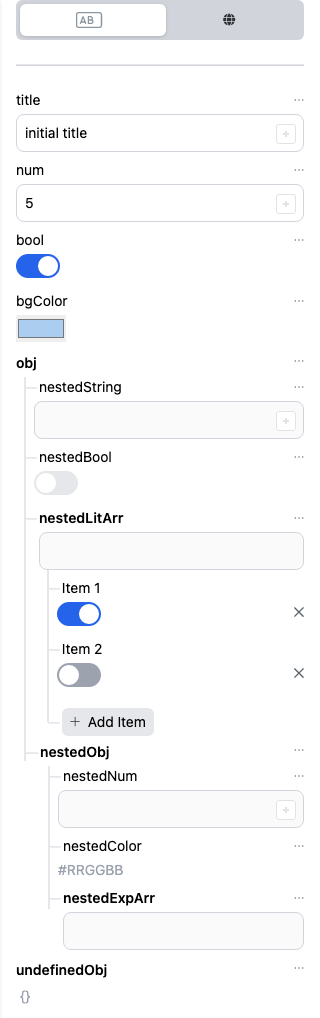 AB
title
initial title
num
5
bool
bgColor
obj
nestedString
nestedBool
nestedLitArr
Item 1
Item 2
+ Add Item
nestedObj
nestedNum
nestedColor
#RRGGBB
nestedExpArr
undefinedObj
{}